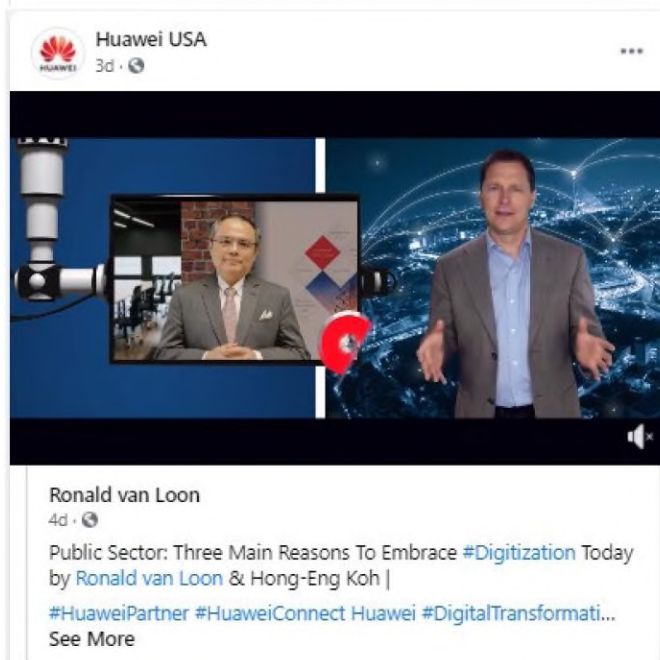 Huawei USA
HUAWEI
3d ·
Ronald van Loon
4d ·
Public Sector: Three Main Reasons To Embrace #Digitization Today
by Ronald van Loon & Hong-Eng Koh |
#HuaweiPartner #HuaweiConnect Huawei #DigitalTransformati...
See More